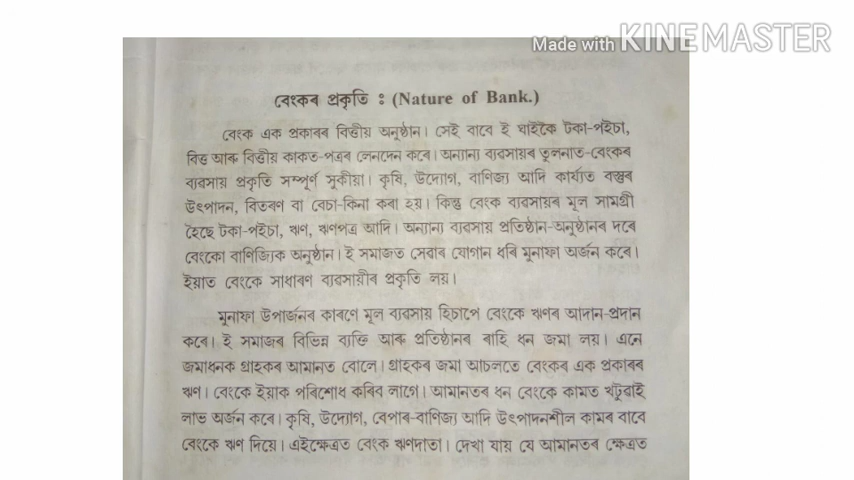 Made with KINEMASTER
বেংকৰ প্ৰকৃতি : (Nature of Bank.)
বেংক এক প্ৰকাৰৰ বিত্তীয় অনুষ্ঠান। সেই বাবে ই ঘাইকৈ টকা-পইচা,
বিত্ত আৰু বিত্তীয় কাকত-পত্ৰৰ লেনদেন কৰে। অন্যান্য ব্যৱসায়ৰ তুলনাত-বেংকৰ
ব্যৱসায় প্ৰকৃতি সম্পূৰ্ণ সুকীয়া। কৃষি, উদ্যোগ, বাণিজ্য আদি কাৰ্যাত বস্তুৰ
উৎপাদন, বিতৰণ বা বেচা-কিনা কৰা হয়। কিন্তু বেংক ব্যৱসায়ৰ মূল সামগ্ৰী
হৈছে টকা-পইচা, ঋণ, ঋণপত্ৰ আদি। অন্যান্য ব্যৱসায় প্ৰতিষ্ঠান-অনুষ্ঠানৰ দৰে
বেংকো বাণিজ্যিক অনুষ্ঠান। ই সমাজত সেৱাৰ যোগান ধৰি মুনাফা অৰ্জন কৰে।
ইয়াত বেংকে সাধাৰণ ব্যৱসায়ীৰ প্ৰকৃতি লয়।
মুনাফা উপাৰ্জনৰ কাৰণে মূল ব্যৱসায় হিচাপে বেংকে ঋণৰ আদান-প্ৰদান
কৰে। ই সমাজৰ বিভিন্ন ব্যক্তি আৰু প্ৰতিষ্ঠানৰ ৰাহি ধন জমা লয়। এনে
জমাধনক গ্ৰাহকৰ আমানত বোলে। গ্ৰাহকৰ জমা আচলতে বেংকৰ এক প্ৰকাৰৰ
ঋণ। বেংকে ইয়াক পৰিশোধ কৰিব লাগে। আমানতৰ ধন বেংকে কামত খটুৱাই
লাভ অৰ্জন কৰে। কৃষি, উদ্যোগ, বেপাৰ-বাণিজ্য আদি উৎপাদনশীল কামৰ বাবে
বেংকে ঋণ দিয়ে। এইক্ষেত্ৰত বেংক ঋণদাতা। দেখা যায় যে আমানতৰ ক্ষেত্ৰত